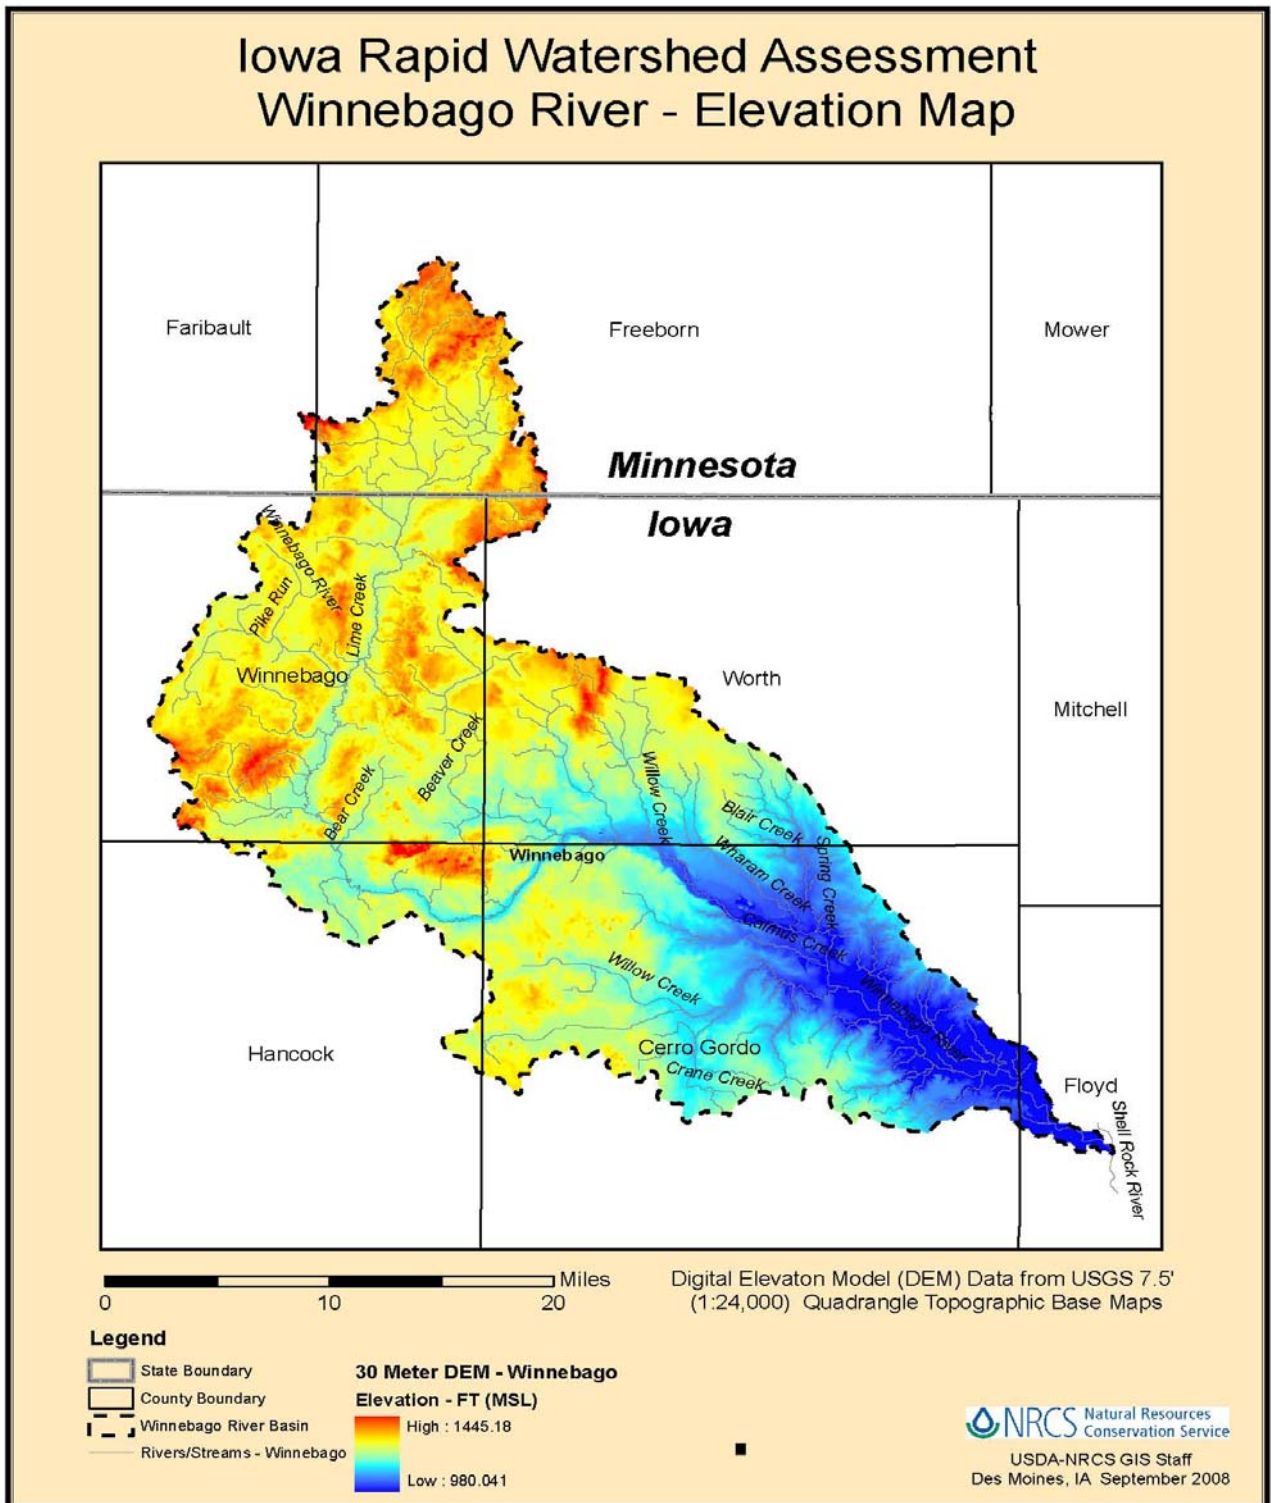 Iowa Rapid Watershed Assessment
Winnebago River - Elevation Map
Faribault
Freeborn
Mower
Minnesota
Iowa
Winnebago River
Pike Run
Lime Creek
Winnebago
Worth
Mitchell
Beaver Creek
Bear Creek
Willow Creek
Blair Creek
Spring Creek
Wharam Creek
Winnebago
Calmus Creek
Willow Creek
Winnebago River
Hancock
Cerro Gordo
Crane Creek
Floyd
Shell Rock River
Miles
0 10 20
Digital Elevaton Model (DEM) Data from USGS 7.5'
(1:24,000) Quadrangle Topographic Base Maps
Legend
State Boundary
County Boundary
Winnebago River Basin
Rivers/Streams - Winnebago
30 Meter DEM - Winnebago
Elevation - FT (MSL)
High : 1445.18
Low : 980.041
NRCS Natural Resources
Conservation Service
USDA-NRCS GIS Staff
Des Moines, IA September 2008